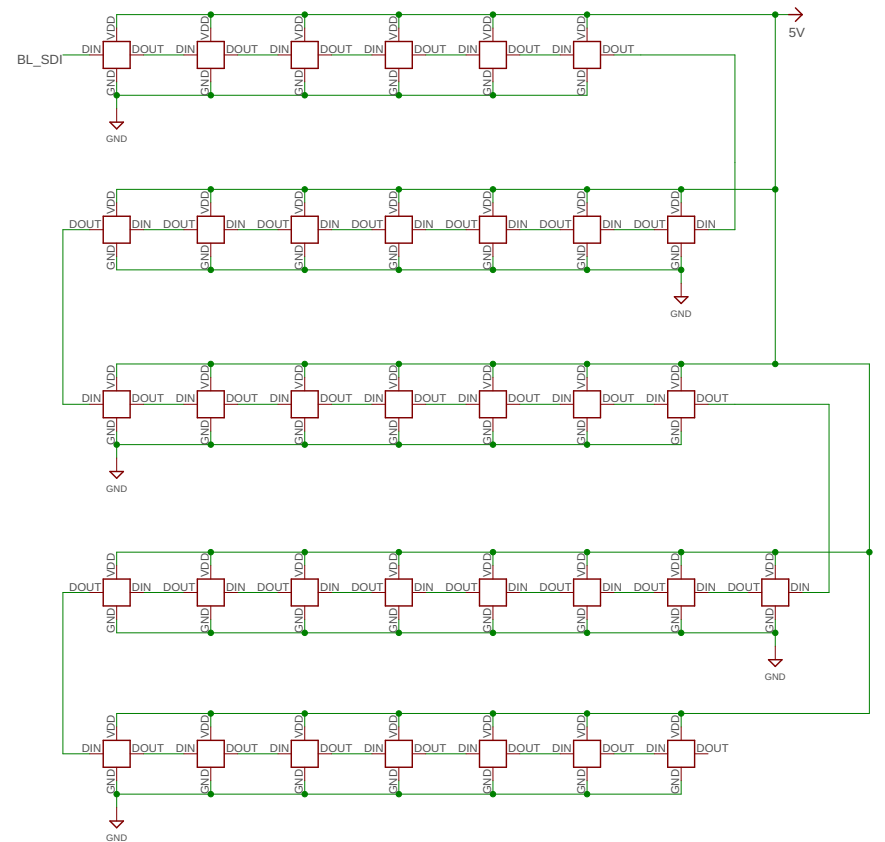 VDD VDD VDD VDD VDD VDD
5V
DIN DOUT DIN DOUT DIN DOUT DIN DOUT DIN DOUT DIN DOUT
BL_SDI
GND GND GND GND GND GND
GND
VDD VDD VDD VDD VDD VDD VDD
DOUT DIN DOUT DIN DOUT DIN DOUT DIN DOUT DIN DOUT DIN DOUT DIN
GND GND GND GND GND GND GND
GND
VDD VDD VDD VDD VDD VDD VDD
DIN DOUT DIN DOUT DIN DOUT DIN DOUT DIN DOUT DIN DOUT DIN DOUT
GND GND GND GND GND GND GND
GND
VDD VDD VDD VDD VDD VDD VDD VDD
DOUT DIN DOUT DIN DOUT DIN DOUT DIN DOUT DIN DOUT DIN DOUT DIN DOUT DIN
GND GND GND GND GND GND GND GND
GND
VDD VDD VDD VDD VDD VDD VDD
DIN DOUT DIN DOUT DIN DOUT DIN DOUT DIN DOUT DIN DOUT DIN DOUT
GND GND GND GND GND GND GND
GND